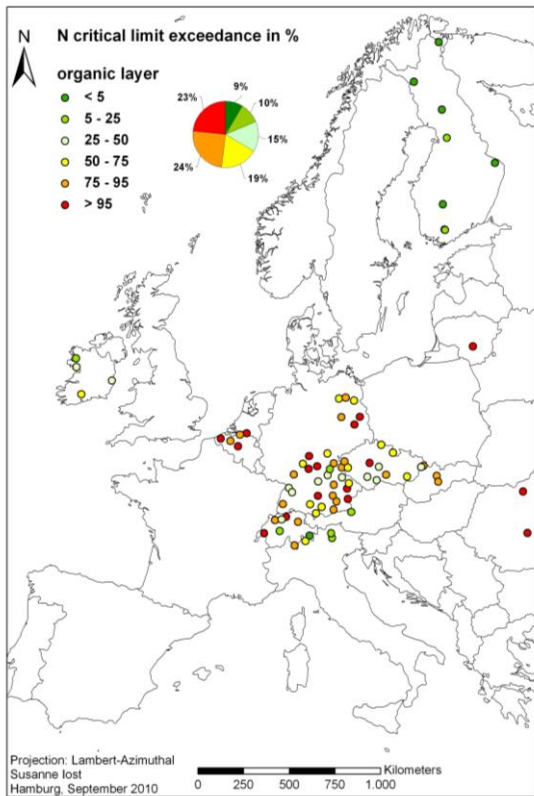 N
N critical limit exceedance in %
organic layer
< 5
5 - 25
25 - 50
50 - 75
75 - 95
> 95
9%
10%
15%
19%
24%
23%
Projection: Lambert-Azimuthal
Susanne Iost
Hamburg, September 2010
Kilometers
0 250 500 750 1.000